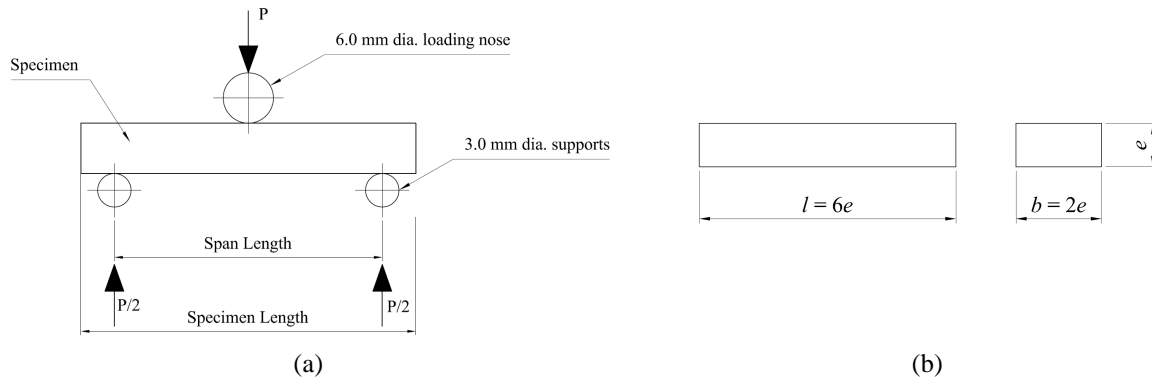 P
6.0 mm dia. loading nose
Specimen
3.0 mm dia. supports
Span Length
P/2
P/2
Specimen Length
(a)
e
l = 6e
b = 2e
(b)